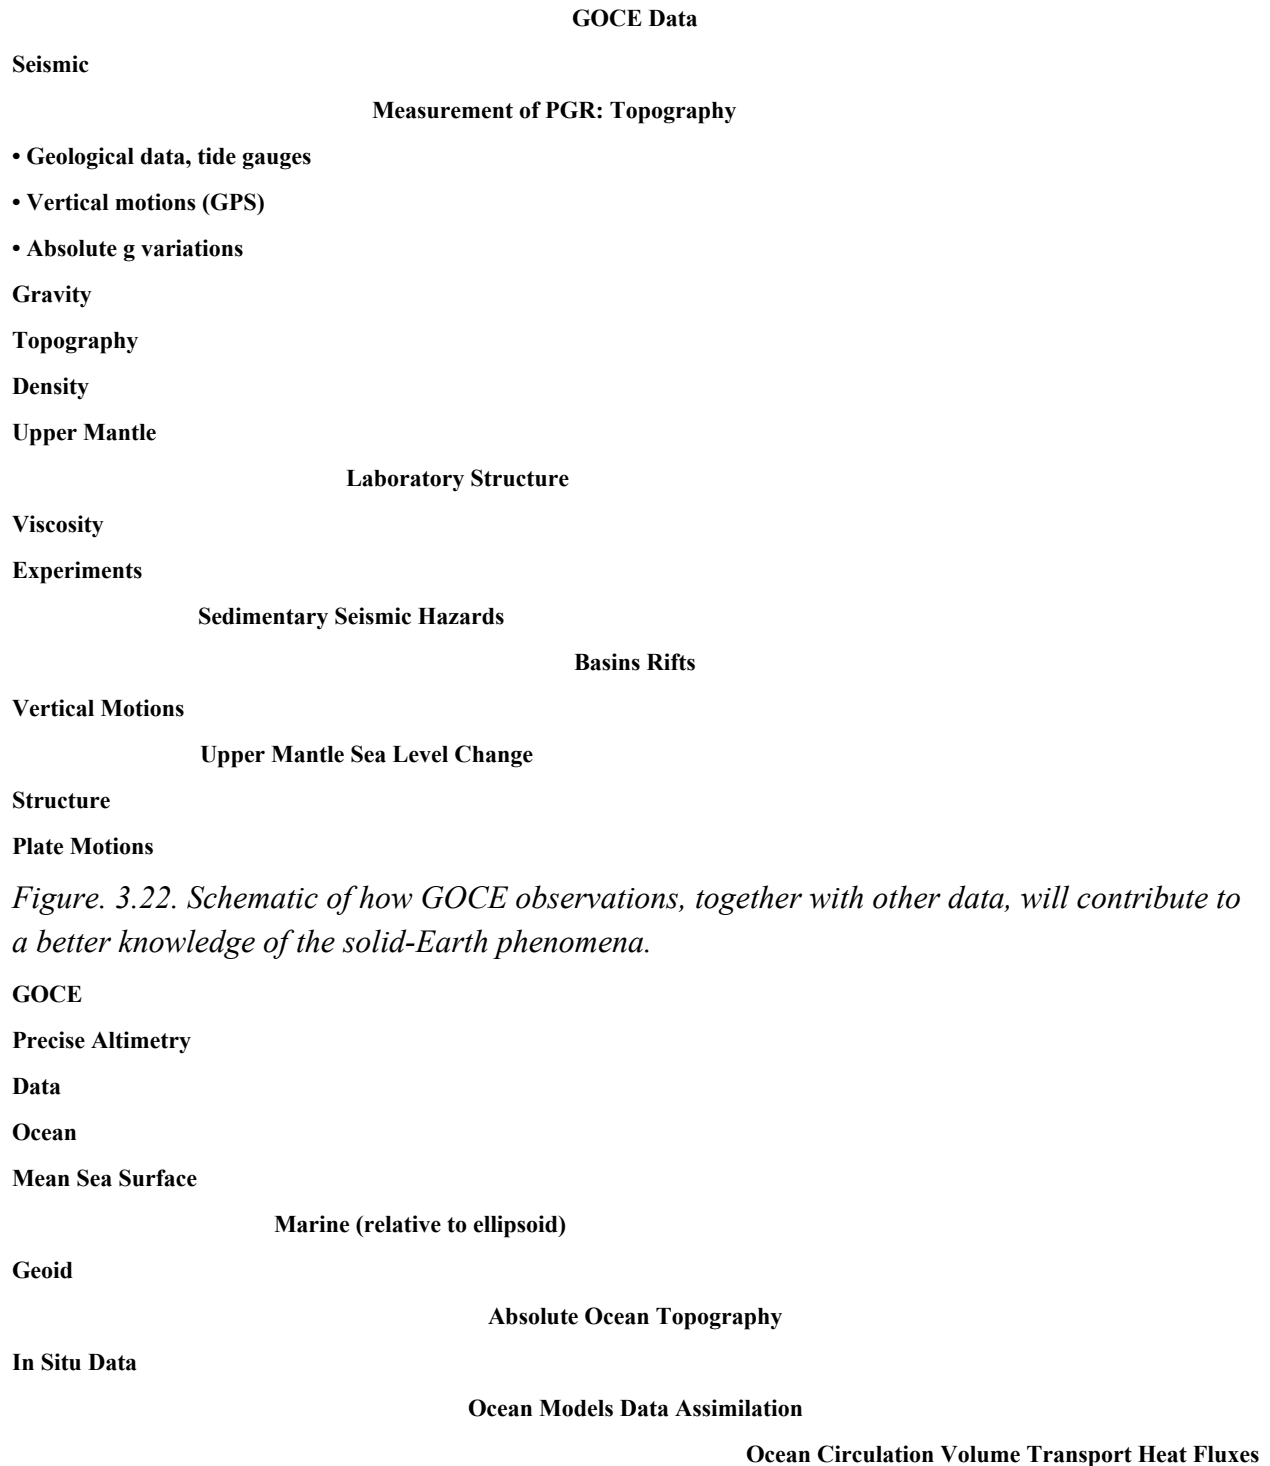 GOCE Data
Seismic
Measurement of PGR: Topography
• Geological data, tide gauges
• Vertical motions (GPS)
• Absolute g variations
Gravity
Topography
Density
Upper Mantle
Laboratory Structure
Viscosity
Experiments
Sedimentary Seismic Hazards
Basins Rifts
Vertical Motions
Upper Mantle Sea Level Change
Structure
Plate Motions
Figure. 3.22. Schematic of how GOCE observations, together with other data, will contribute to
a better knowledge of the solid-Earth phenomena.
GOCE
Precise Altimetry
Data
Ocean
Mean Sea Surface
Marine (relative to ellipsoid)
Geoid
Absolute Ocean Topography
In Situ Data
Ocean Models Data Assimilation
Ocean Circulation Volume Transport Heat Fluxes